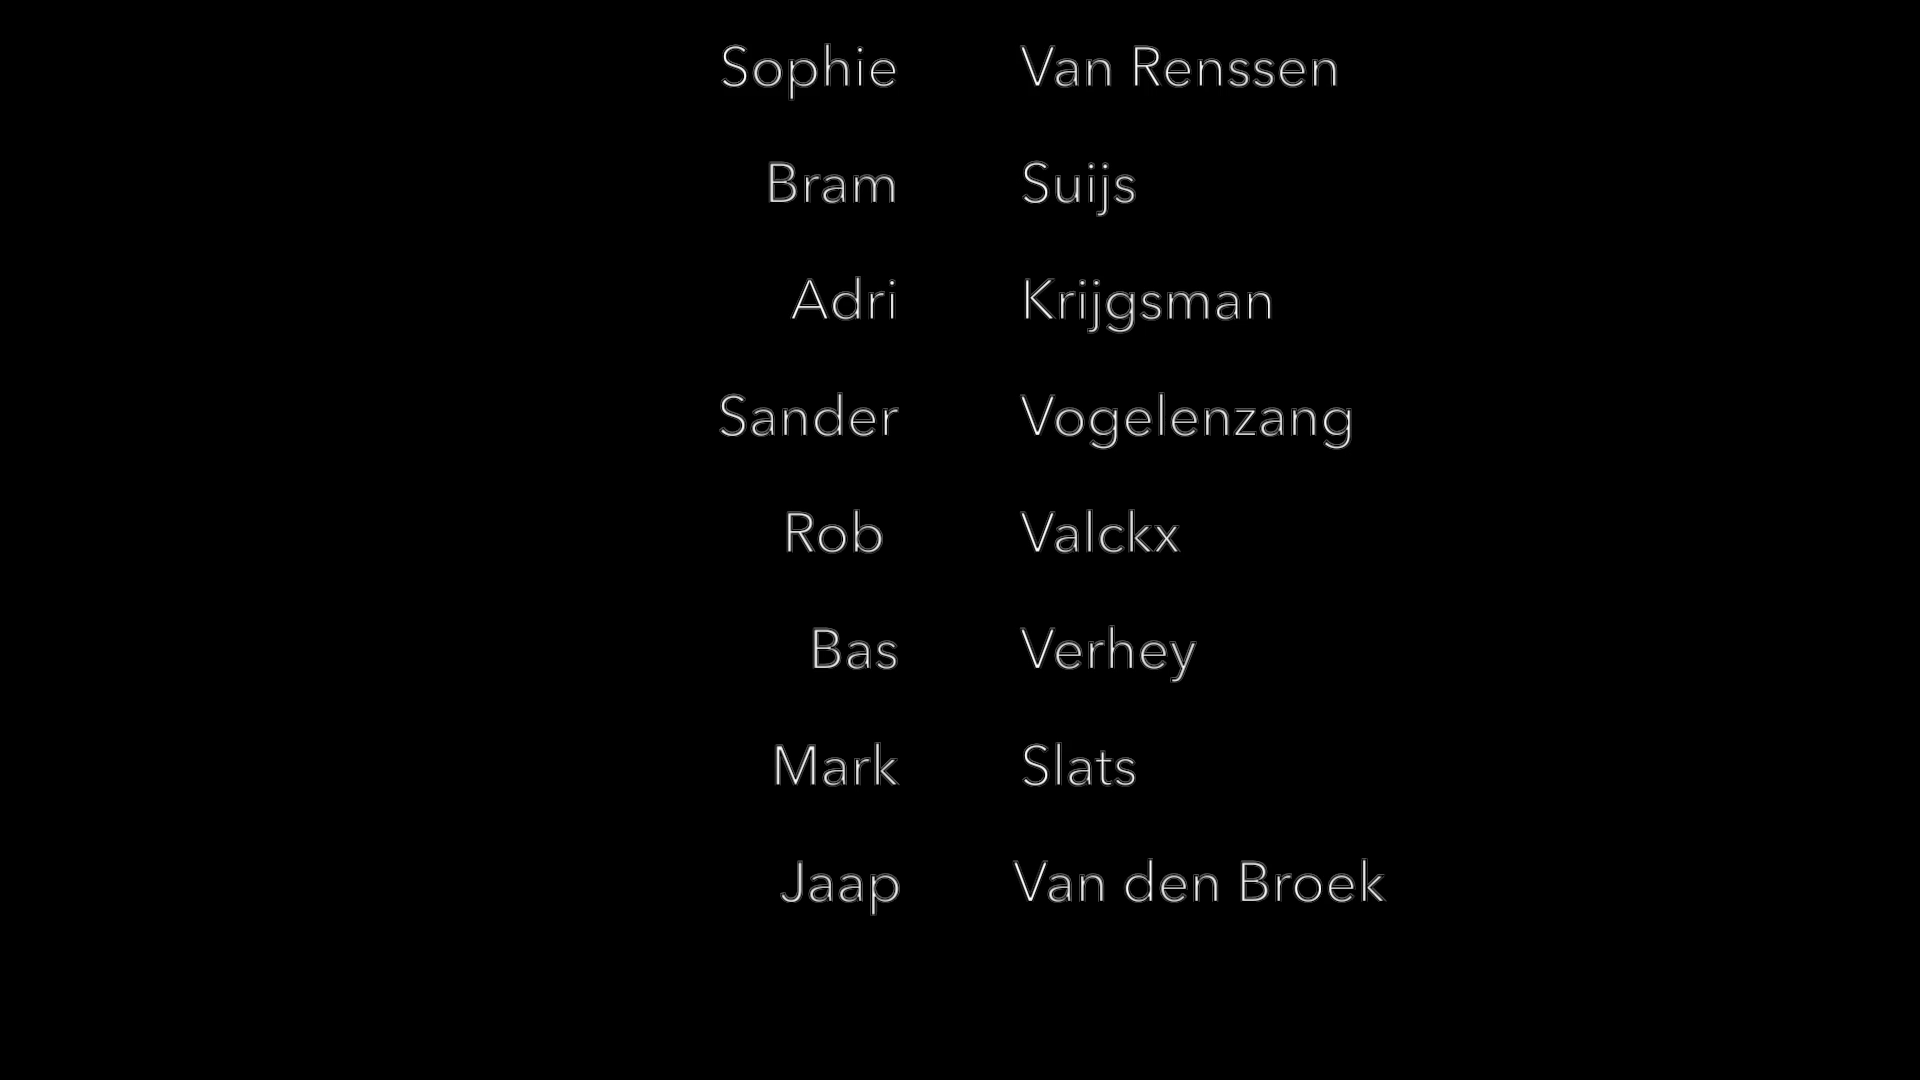 Sophie Van Renssen
Bram Suijs
Adri Krijgsman
Sander Vogelenzang
Rob Valckx
Bas Verhey
Mark Slats
Jaap Van den Broek